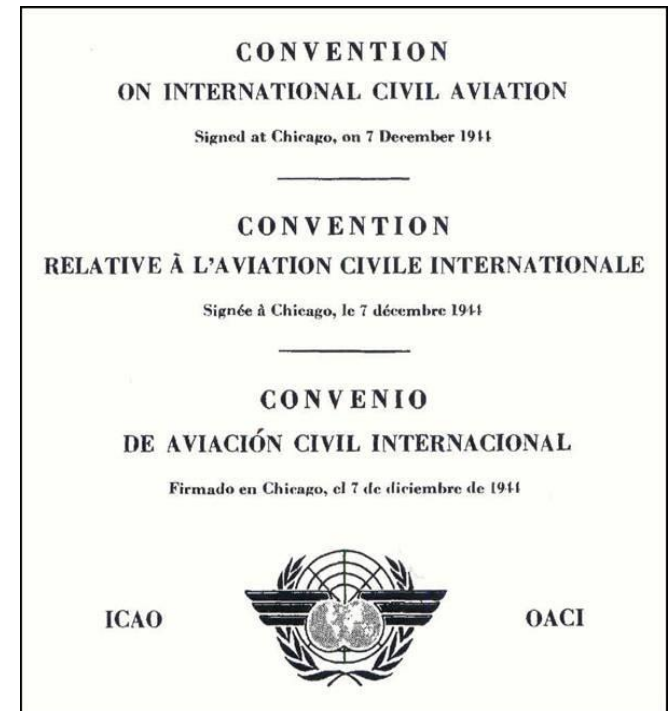 CONVENTION
ON INTERNATIONAL CIVIL AVIATION
Signed at Chicago, on 7 December 1944
CONVENTION
RELATIVE À L'AVIATION CIVILE INTERNATIONALE
Signée à Chicago, le 7 décembre 1944
CONVENIO
DE AVIACIÓN CIVIL INTERNACIONAL
Firmado en Chicago, el 7 de diciembre de 1944
ICAO OACI